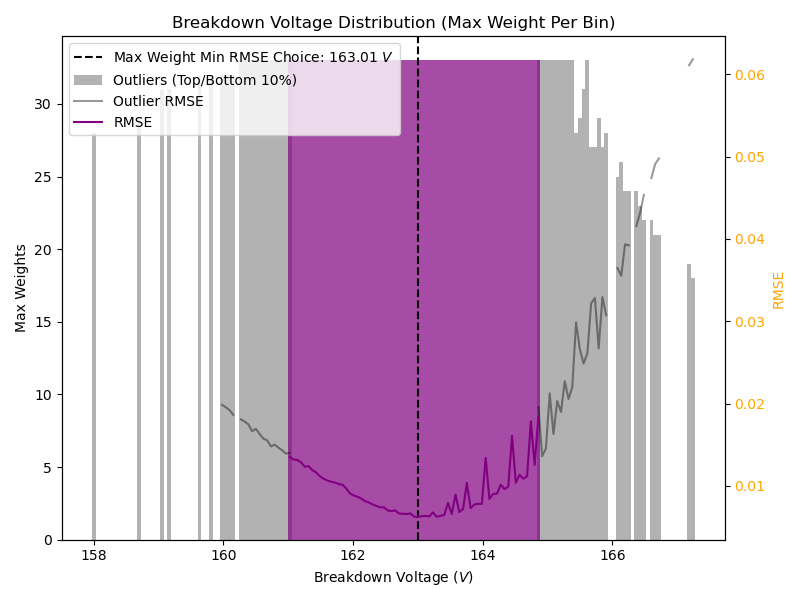 Breakdown Voltage Distribution (Max Weight Per Bin)
Max Weight Min RMSE Choice: 163.01 V
Outliers (Top/Bottom 10%)
Outlier RMSE
RMSE
30
25
20
15
10
5
0
Max Weights
0.06
0.05
0.04
0.03
0.02
0.01
RMSE
158
160
162
164
166
Breakdown Voltage (V)